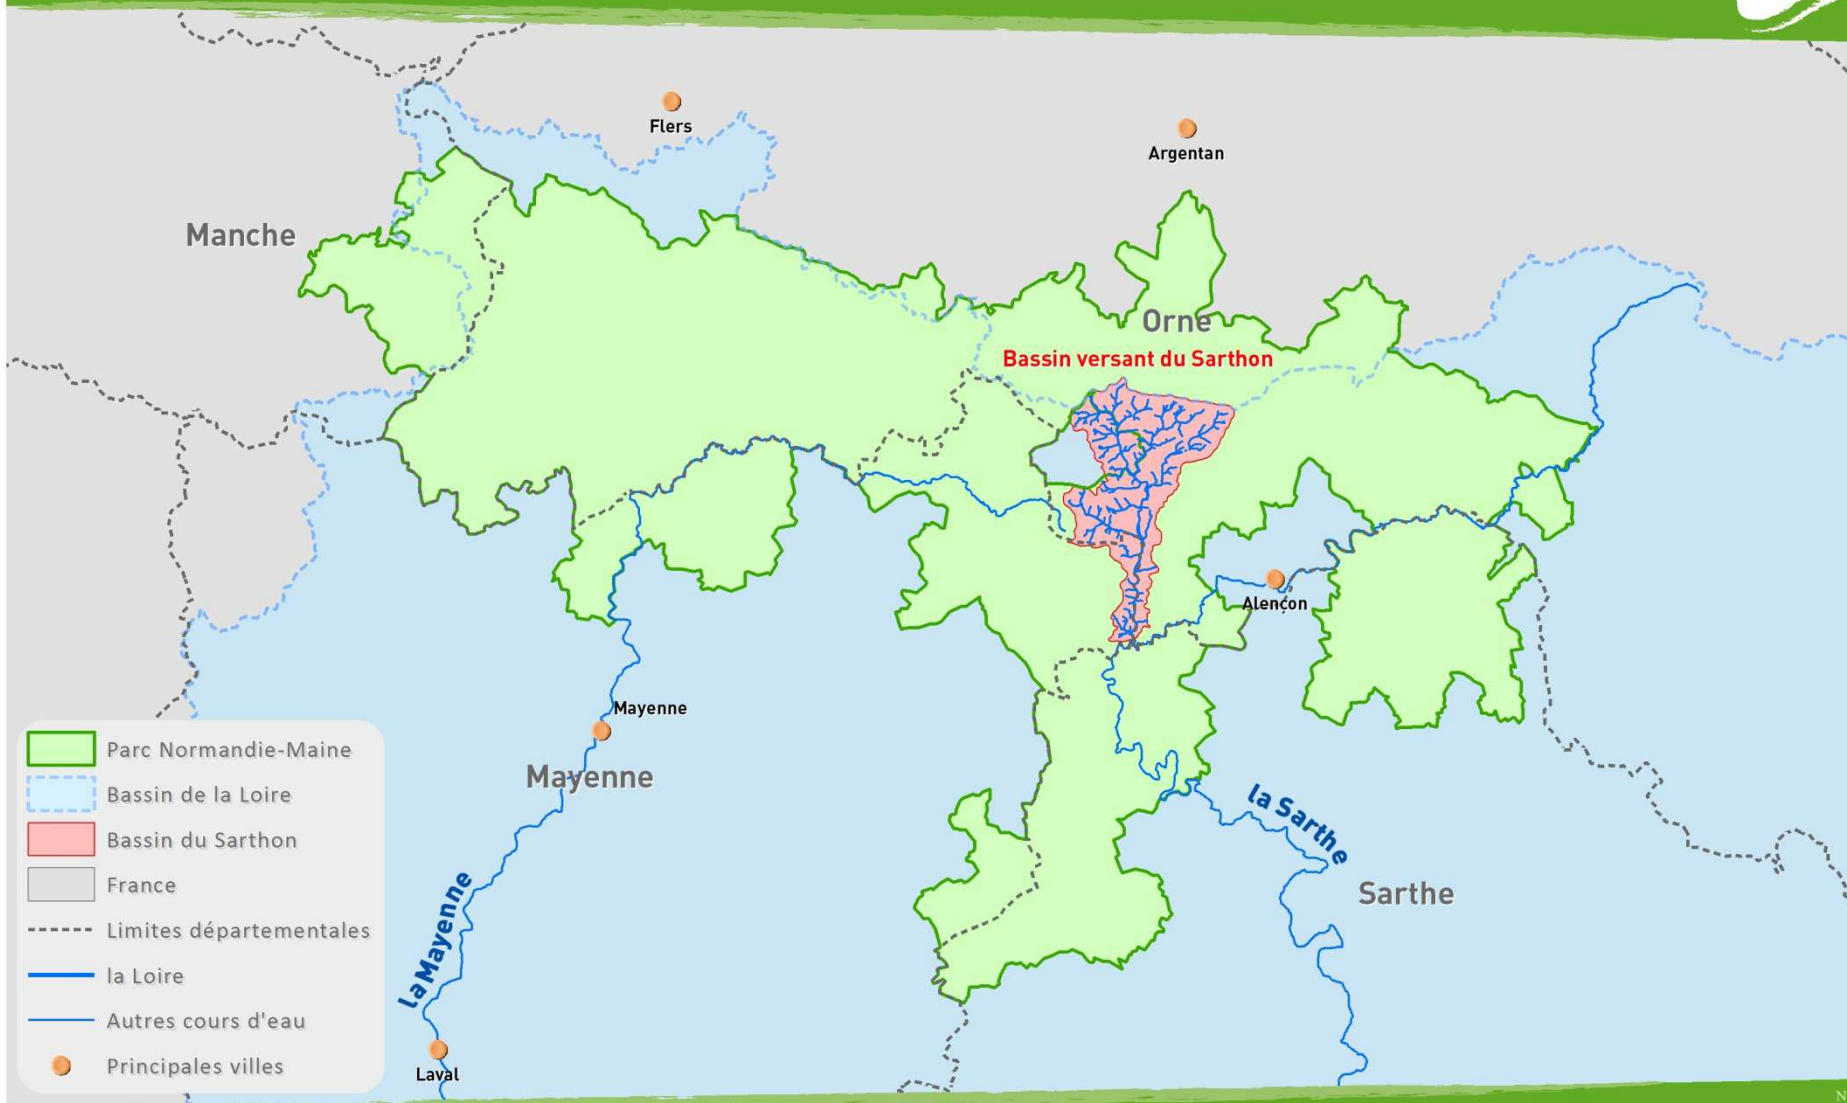 Flers
Argentan
Manche
Orne
Bassin versant du Sarthon
Alençon
Mayenne
Mayenne
la Sarthe
Sarthe
la Mayenne
Laval
Parc Normandie-Maine
Bassin de la Loire
Bassin du Sarthon
France
Limites départementales
la Loire
Autres cours d'eau
Principales villes